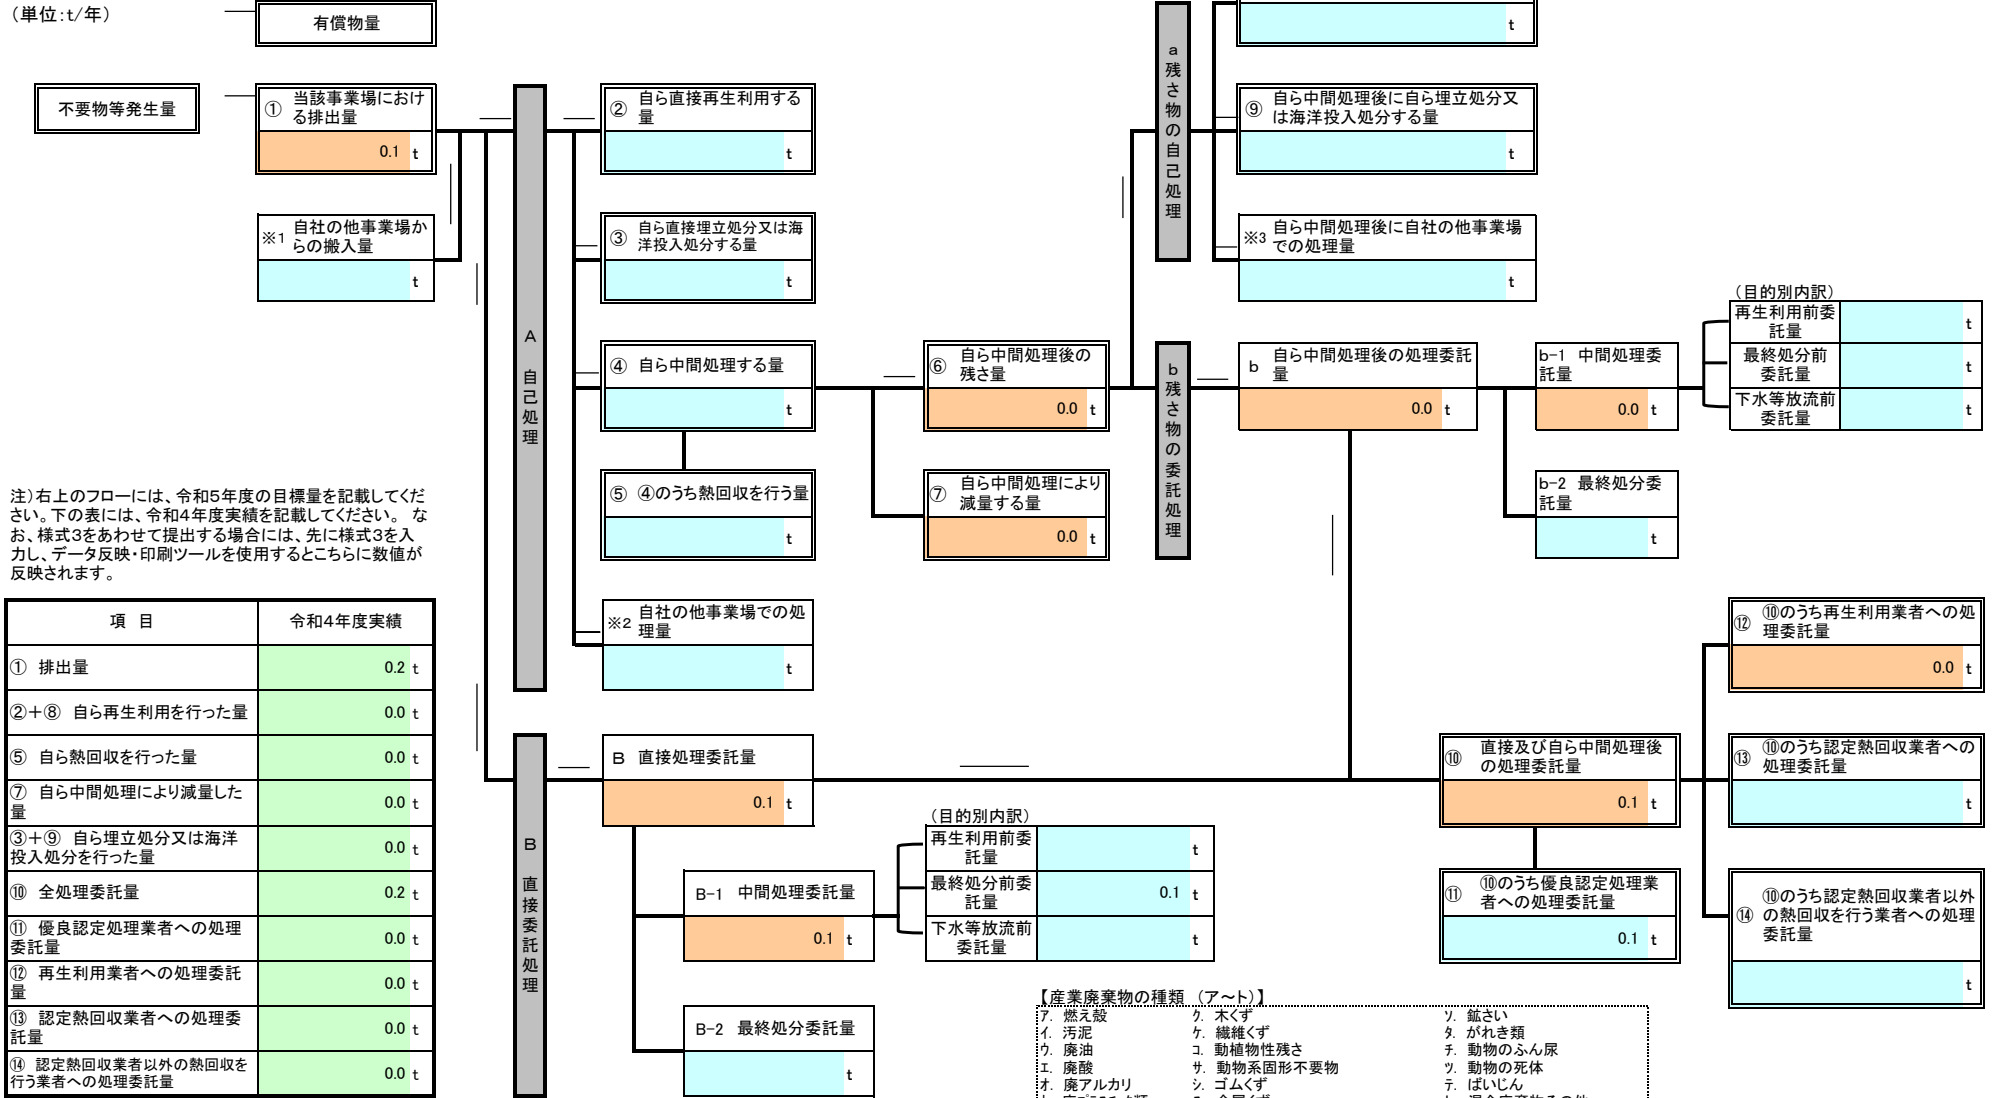 （単位：ｔ/年）
有償物量
不要物等発生量
① 当該事業場におけ
る排出量
0.1 t
※1 自社の他事業場か
らの搬入量
t
A 自己処理
② 自ら直接再生利用する
量
t
③ 自ら直接埋立処分又は海
洋投入処分する量
t
④ 自ら中間処理する量
t
⑤ ④のうち熱回収を行う量
t
※2 自社の他事業場での処
理量
t
⑥ 自ら中間処理後の
残さ量
0.0 t
⑦ 自ら中間処理により
減量する量
0.0 t
a 残さ物の自己処理
t
⑨ 自ら中間処理後に自ら埋立処分又
は海洋投入処分する量
t
※3 自ら中間処理後に自社の他事業場
での処理量
t
b 残さ物の委託処理
b 自ら中間処理後の処理委託
量
0.0 t
b-1 中間処理委
託量
0.0 t
b-2 最終処分委
託量
t
（目的別内訳）
再生利用前委
託量
t
最終処分前
委託量
t
下水等放流前
委託量
t
注）右上のフローには、令和５年度の目標量を記載してくだ
さい。下の表には、令和４年度実績を記載してください。 な
お、様式３をあわせて提出する場合には、先に様式３を入
力し、データ反映・印刷ツールを使用するとこちらに数値が
反映されます。
項 目 令和４年度実績
① 排出量 0.2 t
②＋⑧ 自ら再生利用を行った量 0.0 t
⑤ 自ら熱回収を行った量 0.0 t
⑦ 自ら中間処理により減量した
量 0.0 t
③＋⑨ 自ら埋立処分又は海洋
投入処分を行った量 0.0 t
⑩ 全処理委託量 0.2 t
⑪ 優良認定処理業者への処理
委託量 0.0 t
⑫ 再生利用業者への処理委託
量 0.0 t
⑬ 認定熱回収業者への処理委
託量 0.0 t
⑭ 認定熱回収業者以外の熱回収を
行う業者への処理委託量 0.0 t
B 直接委託処理
B 直接処理委託量
0.1 t
B-1 中間処理委託量
0.1 t
B-2 最終処分委託量
t
（目的別内訳）
再生利用前委
託量
t
最終処分前委
託量
0.1 t
下水等放流前
委託量
t
⑩ 直接及び自ら中間処理後
の処理委託量
0.1 t
⑪ ⑩のうち優良認定処理業
者への処理委託量
0.1 t
⑫ ⑩のうち再生利用業者への処
理委託量
0.0 t
⑬ ⑩のうち認定熱回収業者への
処理委託量
t
⑭ ⑩のうち認定熱回収業者以外
の熱回収を行う業者への処理
委託量
t
【産業廃棄物の種類 （ア～ト）】
ｱ. 燃え殻 ｸ. 木くず ｿ. 鉱さい
ｲ. 汚泥 ｹ. 繊維くず ﾀ. がれき類
ｳ. 廃油 ｺ. 動植物性残さ ﾁ. 動物のふん尿
ｴ. 廃酸 ｻ. 動物系固形不要物 ﾂ. 動物の死体
ｵ. 廃アルカリ ｼ. ゴムくず ﾃ. ばいじん